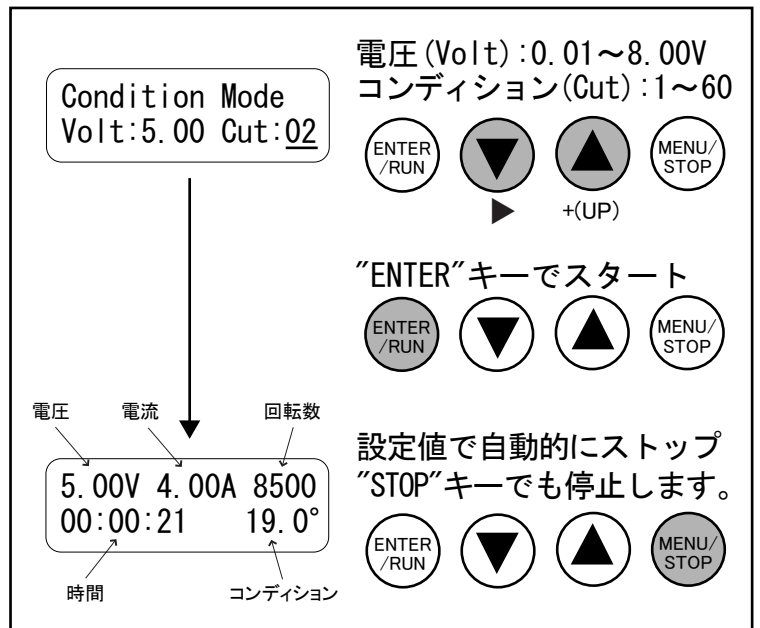 電圧(Volt):0.01〜8.00V
コンディション(Cut):1〜60
Condition Mode
Volt:5.00 Cut:02
ENTER
/RUN
▼
▲
MENU/
STOP
▶
+(UP)
"ENTER"キーでスタート
ENTER
/RUN
▼
▲
MENU/
STOP
電圧
電流
回転数
5.00V 4.00A 8500
00:00:21 19.0°
時間
コンディション
設定値で自動的にストップ
"STOP"キーでも停止します。
ENTER
/RUN
▼
▲
MENU/
STOP